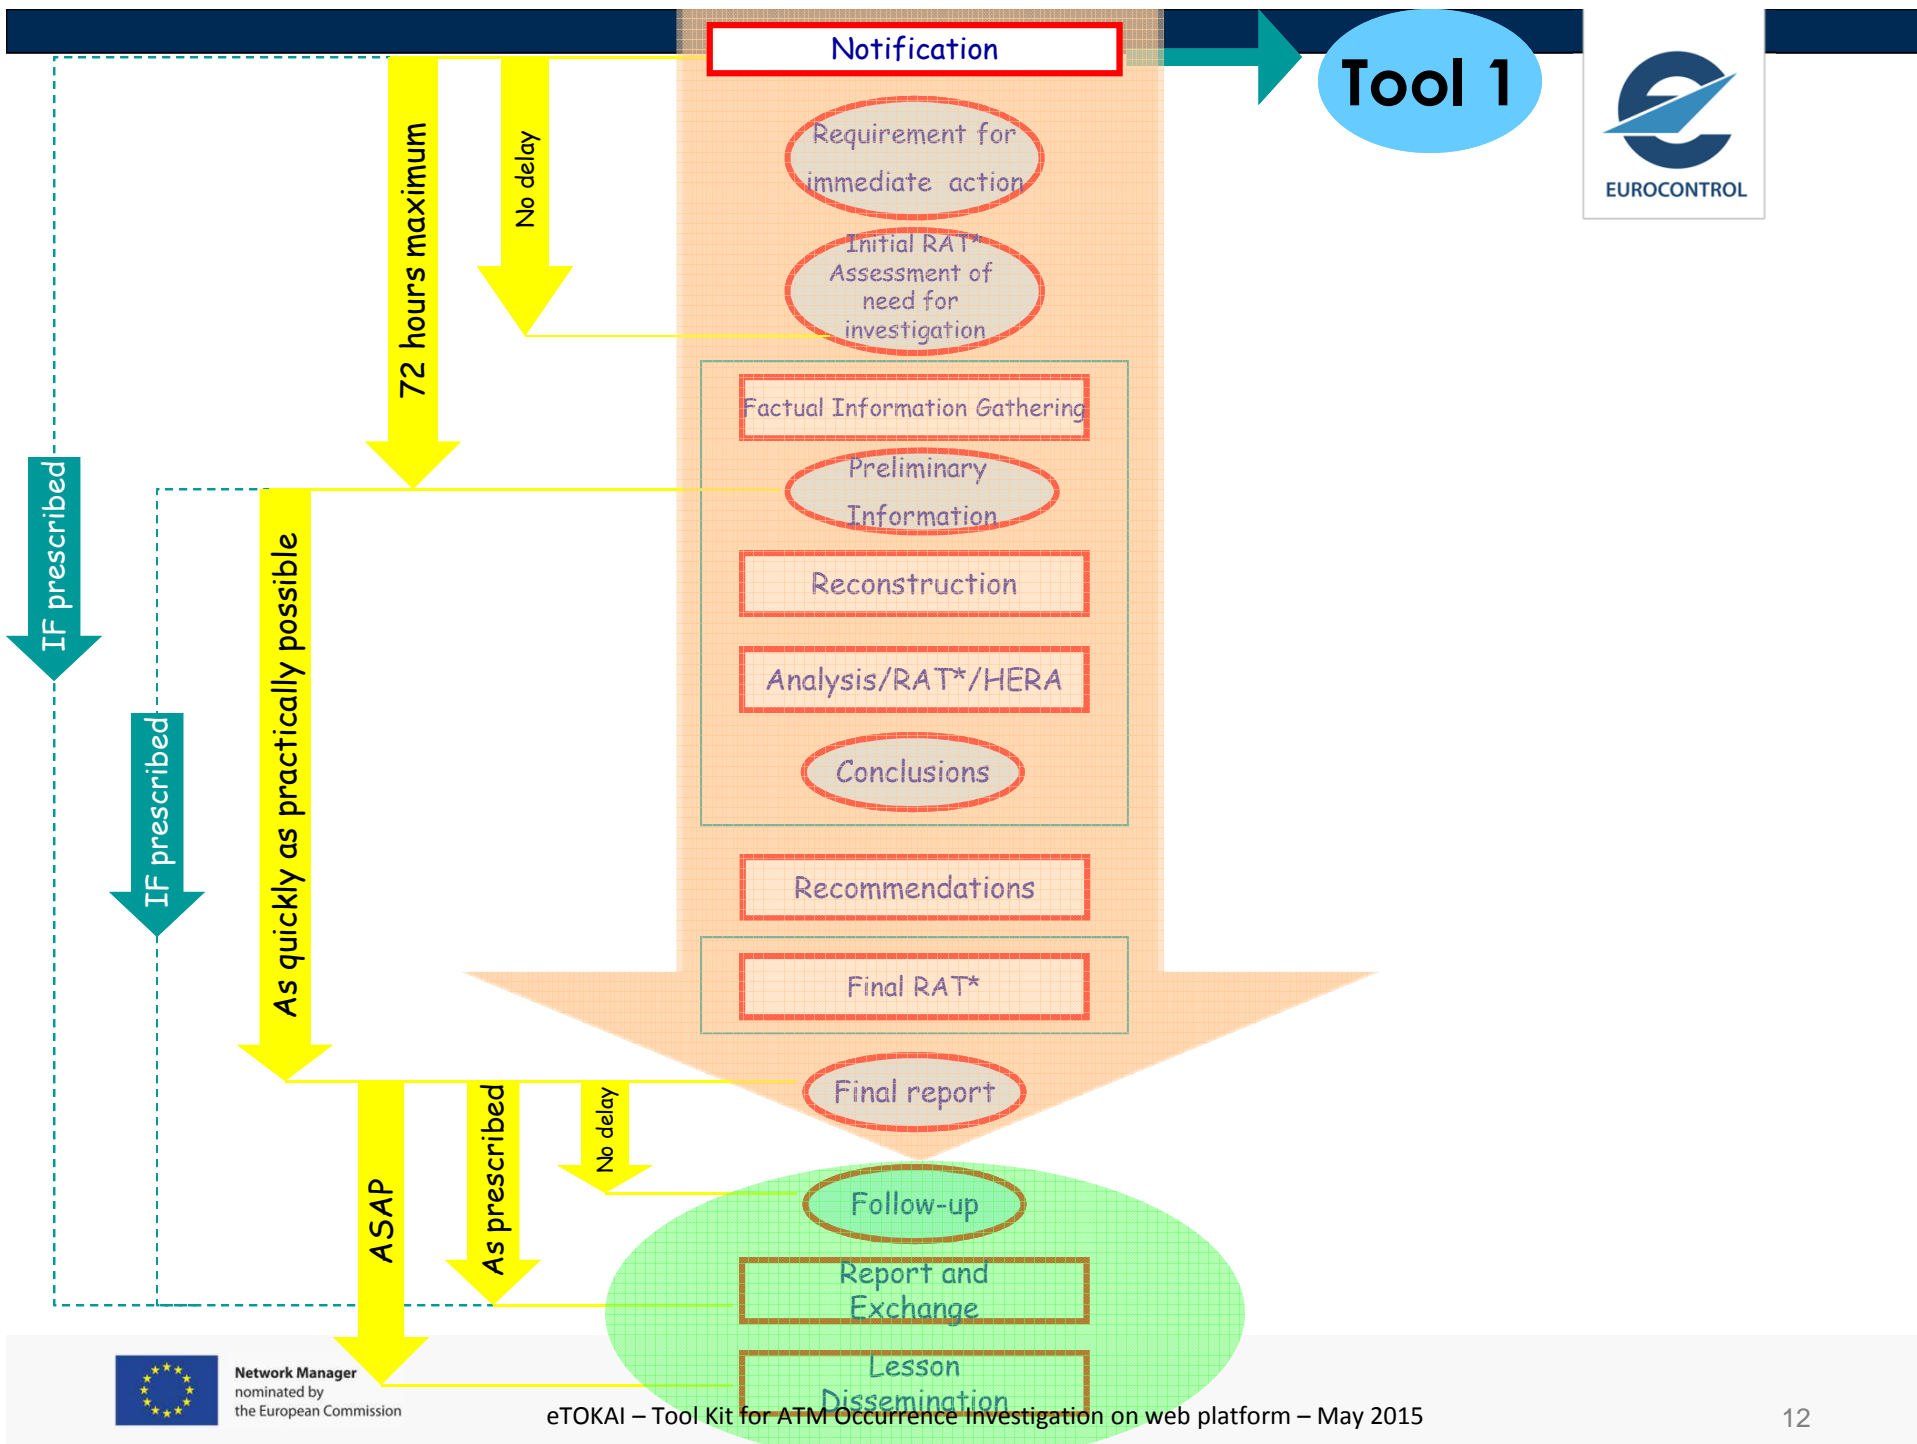 Notification
Tool 1
EUROCONTROL
Requirement for
immediate action
Initial RAT*
Assessment of
need for
investigation
Factual Information Gathering
Preliminary
Information
Reconstruction
Analysis/RAT*/HERA
Conclusions
Recommendations
Final RAT*
Final report
Follow-up
Report and
Exchange
Lesson
Dissemination
72 hours maximum
No delay
IF prescribed
IF prescribed
As quickly as practically possible
ASAP
As prescribed
No delay
Network Manager
nominated by
the European Commission
eTOKAI – Tool Kit for ATM Occurrence Investigation on web platform – May 2015
12